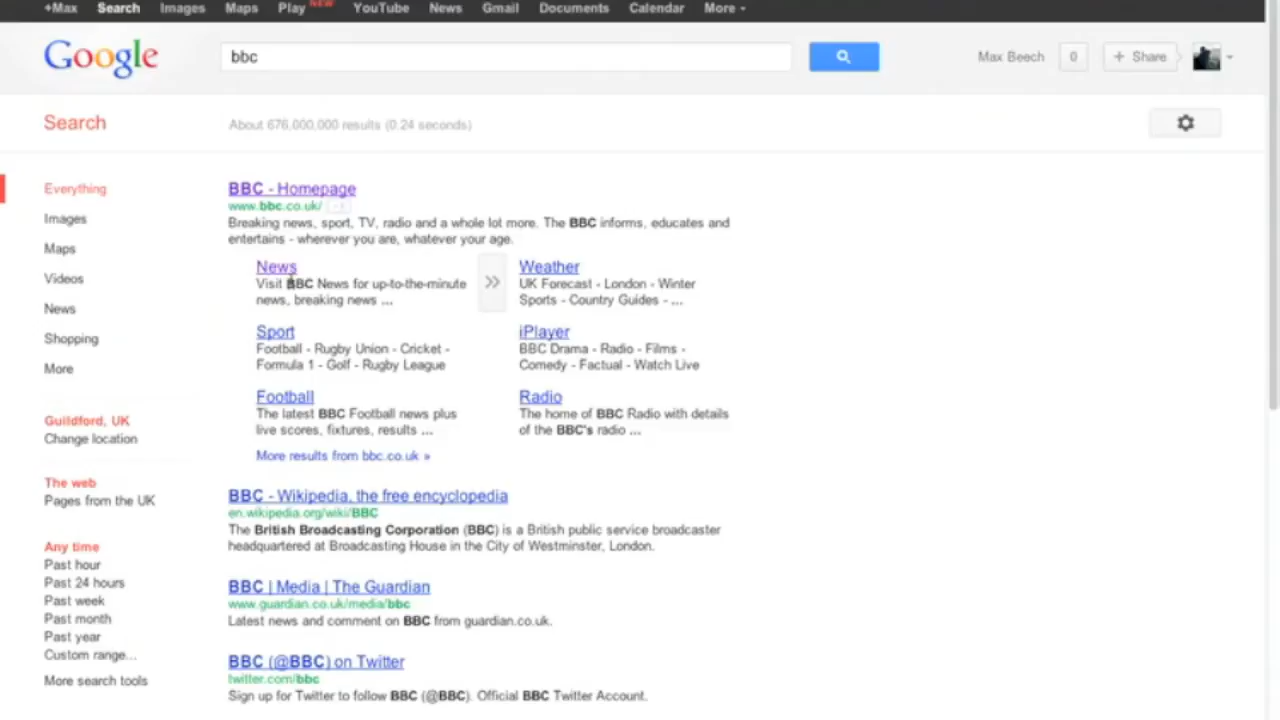 +Max Search Images Maps Play NEW YouTube News Gmail Documents Calendar More
Google bbc Max Beech 0 + Share
Search About 676,000,000 results (0.24 seconds)
Everything
Images
Maps
Videos
News
Shopping
More
Guildford, UK
Change location
The web
Pages from the UK
Any time
Past hour
Past 24 hours
Past week
Past month
Past year
Custom range...
More search tools
BBC - Homepage
www.bbc.co.uk/
Breaking news, sport, TV, radio and a whole lot more. The BBC informs, educates and
entertains - wherever you are, whatever your age.
News
Visit BBC News for up-to-the-minute
news, breaking news ...
»
Weather
UK Forecast - London - Winter
Sports - Country Guides - ...
Sport
Football - Rugby Union - Cricket -
Formula 1 - Golf - Rugby League
iPlayer
BBC Drama - Radio - Films -
Comedy - Factual - Watch Live
Football
The latest BBC Football news plus
live scores, fixtures, results ...
Radio
The home of BBC Radio with details
of the BBC's radio ...
More results from bbc.co.uk »
BBC - Wikipedia, the free encyclopedia
en.wikipedia.org/wiki/BBC
The British Broadcasting Corporation (BBC) is a British public service broadcaster
headquartered at Broadcasting House in the City of Westminster, London.
BBC | Media | The Guardian
www.guardian.co.uk/media/bbc
Latest news and comment on BBC from guardian.co.uk.
BBC (@BBC) on Twitter
twitter.com/bbc
Sign up for Twitter to follow BBC (@BBC). Official BBC Twitter Account.